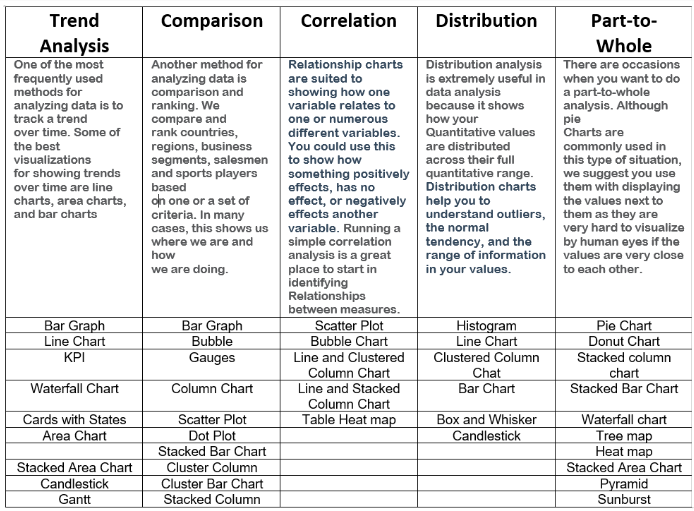 Trend Analysis
Comparison
Correlation
Distribution
Part-to-Whole
One of the most
frequently used
methods for
analyzing data is to
track a trend
over time. Some of
the best
visualizations
for showing trends
over time are line
charts, area charts,
and bar charts
Another method for
analyzing data is
comparison and
ranking. We
compare and
rank countries,
regions, business
segments, salesmen
and sports players
based
on one or a set of
criteria. In many
cases, this shows us
where we are and
how
we are doing.
Relationship charts
are suited to
showing how one
variable relates to
one or numerous
different variables.
You could use this
to show how
something positively
effects, has no
effect, or negatively
effects another
variable. Running a
simple correlation
analysis is a great
place to start in
identifying
Relationships
between measures.
Distribution analysis
is extremely useful in
data analysis
because it shows
how your
Quantitative values
are distributed
across their full
quantitative range.
Distribution charts
help you to
understand outliers,
the normal
tendency, and the
range of information
in your values.
There are occasions
when you want to do
a part-to-whole
analysis. Although
pie
Charts are
commonly used in
this type of situation,
we suggest you use
them with displaying
the values next to
them as they are
very hard to visualize
by human eyes if the
values are very close
to each other.
Bar Graph
Bar Graph
Scatter Plot
Histogram
Pie Chart
Line Chart
Bubble
Bubble Chart
Line Chart
Donut Chart
KPI
Gauges
Line and Clustered
Column Chart
Clustered Column
Chat
Stacked column
chart
Waterfall Chart
Column Chart
Line and Stacked
Column Chart
Bar Chart
Stacked Bar Chart
Cards with States
Scatter Plot
Table Heat map
Box and Whisker
Waterfall chart
Area Chart
Dot Plot
Candlestick
Tree map
Stacked Bar Chart
Heat map
Stacked Area Chart
Cluster Column
Stacked Area Chart
Candlestick
Cluster Bar Chart
Pyramid
Gantt
Stacked Column
Sunburst